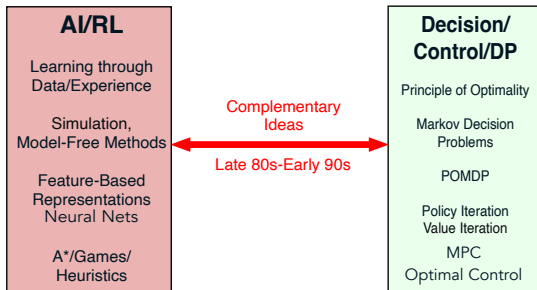 AI/RL
Learning through
Data/Experience
Simulation,
Model-Free Methods
Feature-Based
Representations
Neural Nets
A*/Games/
Heuristics
Complementary
Ideas
Late 80s-Early 90s
Decision/
Control/DP
Principle of Optimality
Markov Decision
Problems
POMDP
Policy Iteration
Value Iteration
MPC
Optimal Control